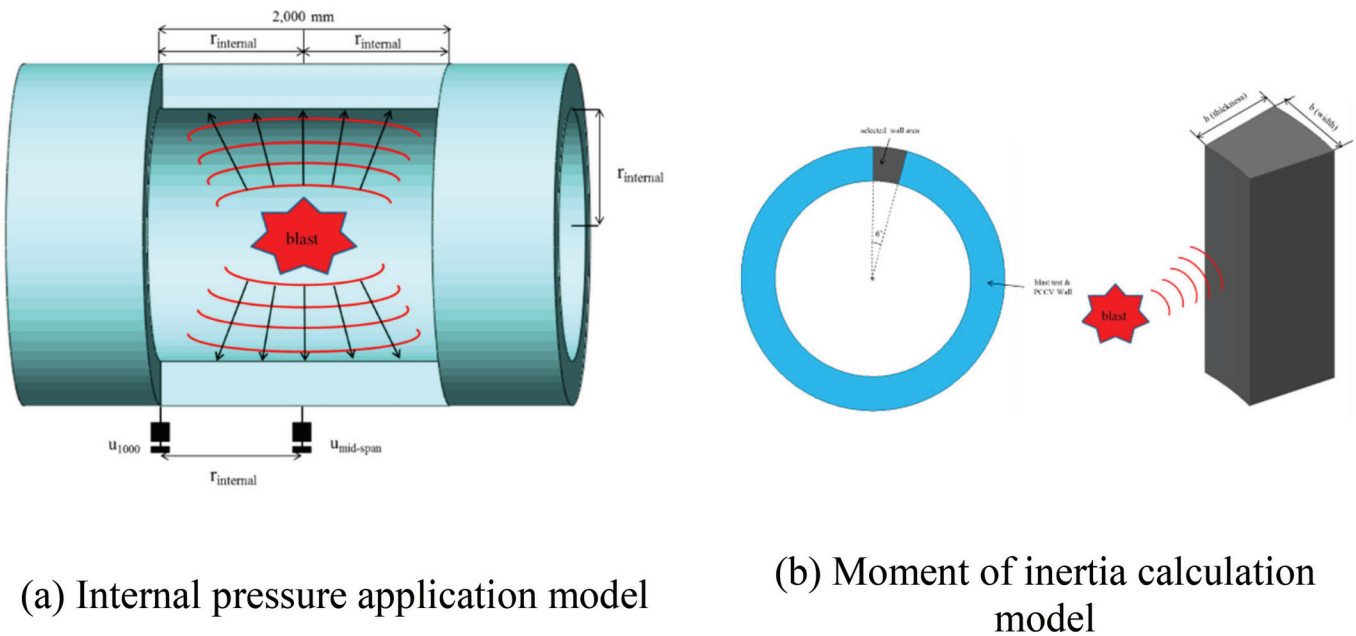 2,000 mm
rinternal
rinternal
rinternal
blast
u1000
umid-span
rinternal
selected wall area
6°
blast test &
PCCV Wall
blast
h (thickness)
b (width)
(a) Internal pressure application model
(b) Moment of inertia calculation
model